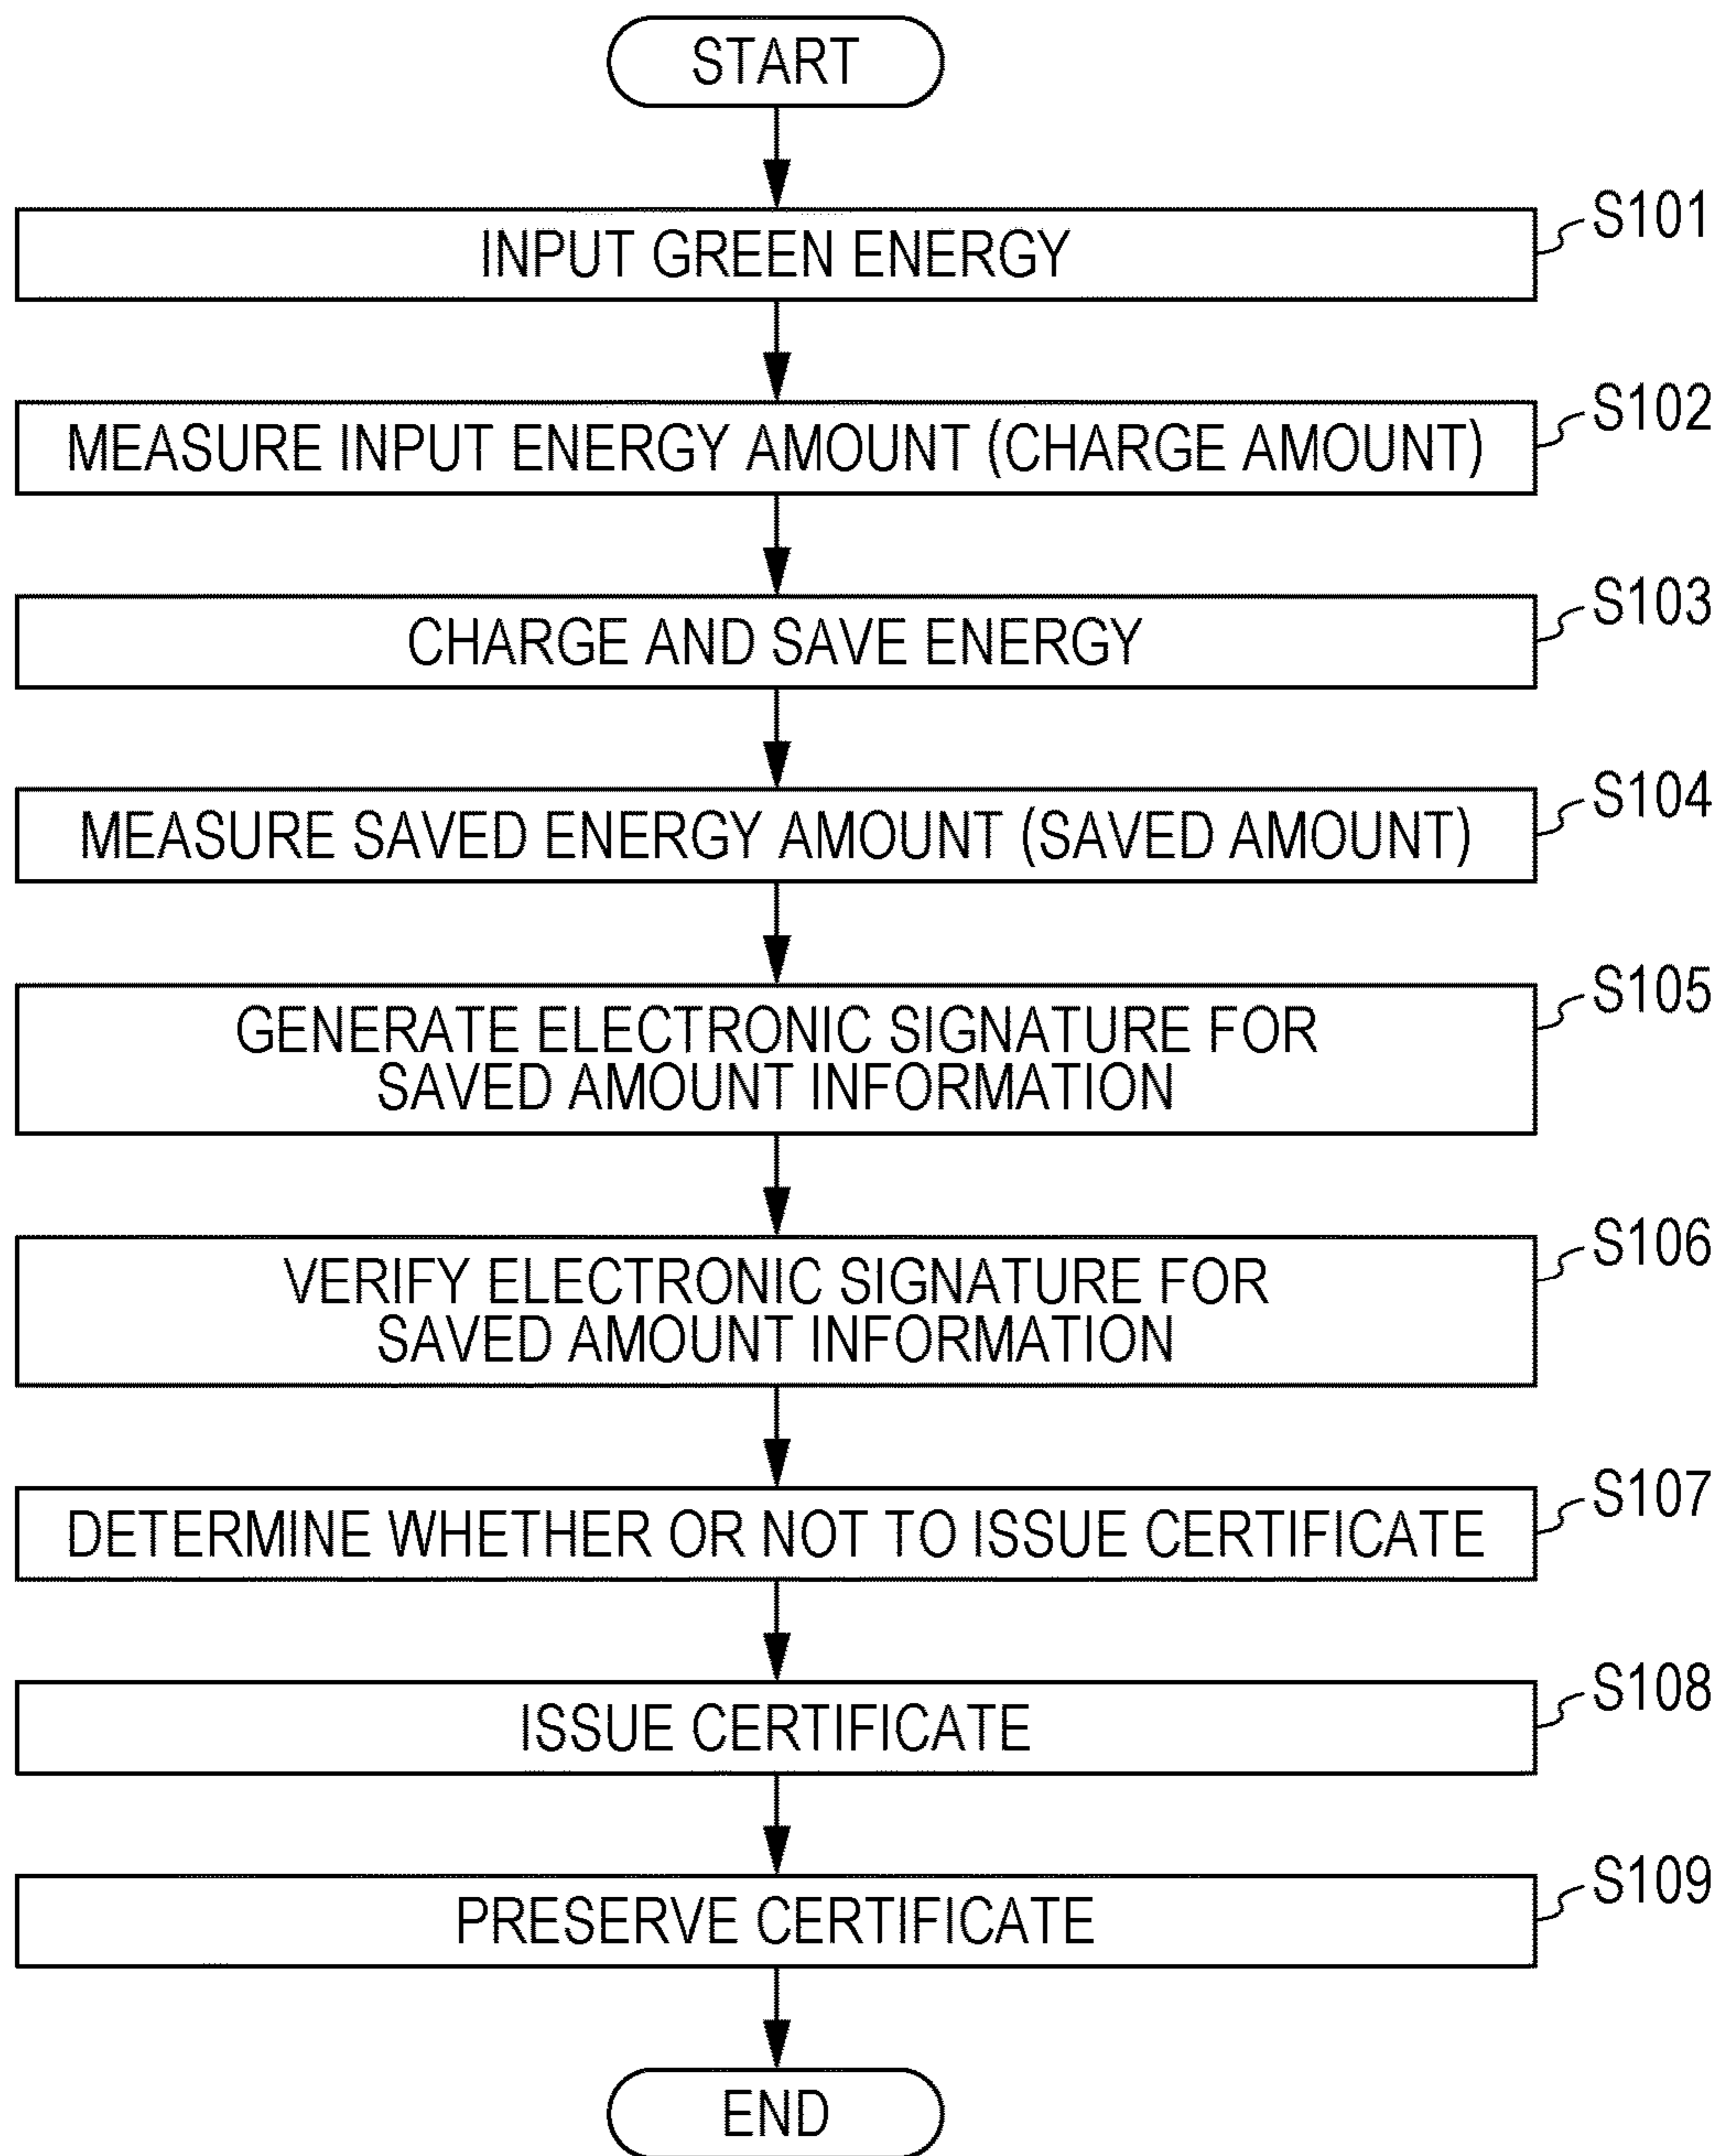 START
S101
INPUT GREEN ENERGY
S102
MEASURE INPUT ENERGY AMOUNT (CHARGE AMOUNT)
S103
CHARGE AND SAVE ENERGY
S104
MEASURE SAVED ENERGY AMOUNT (SAVED AMOUNT)
S105
GENERATE ELECTRONIC SIGNATURE FOR
SAVED AMOUNT INFORMATION
S106
VERIFY ELECTRONIC SIGNATURE FOR
SAVED AMOUNT INFORMATION
S107
DETERMINE WHETHER OR NOT TO ISSUE CERTIFICATE
S108
ISSUE CERTIFICATE
S109
PRESERVE CERTIFICATE
END